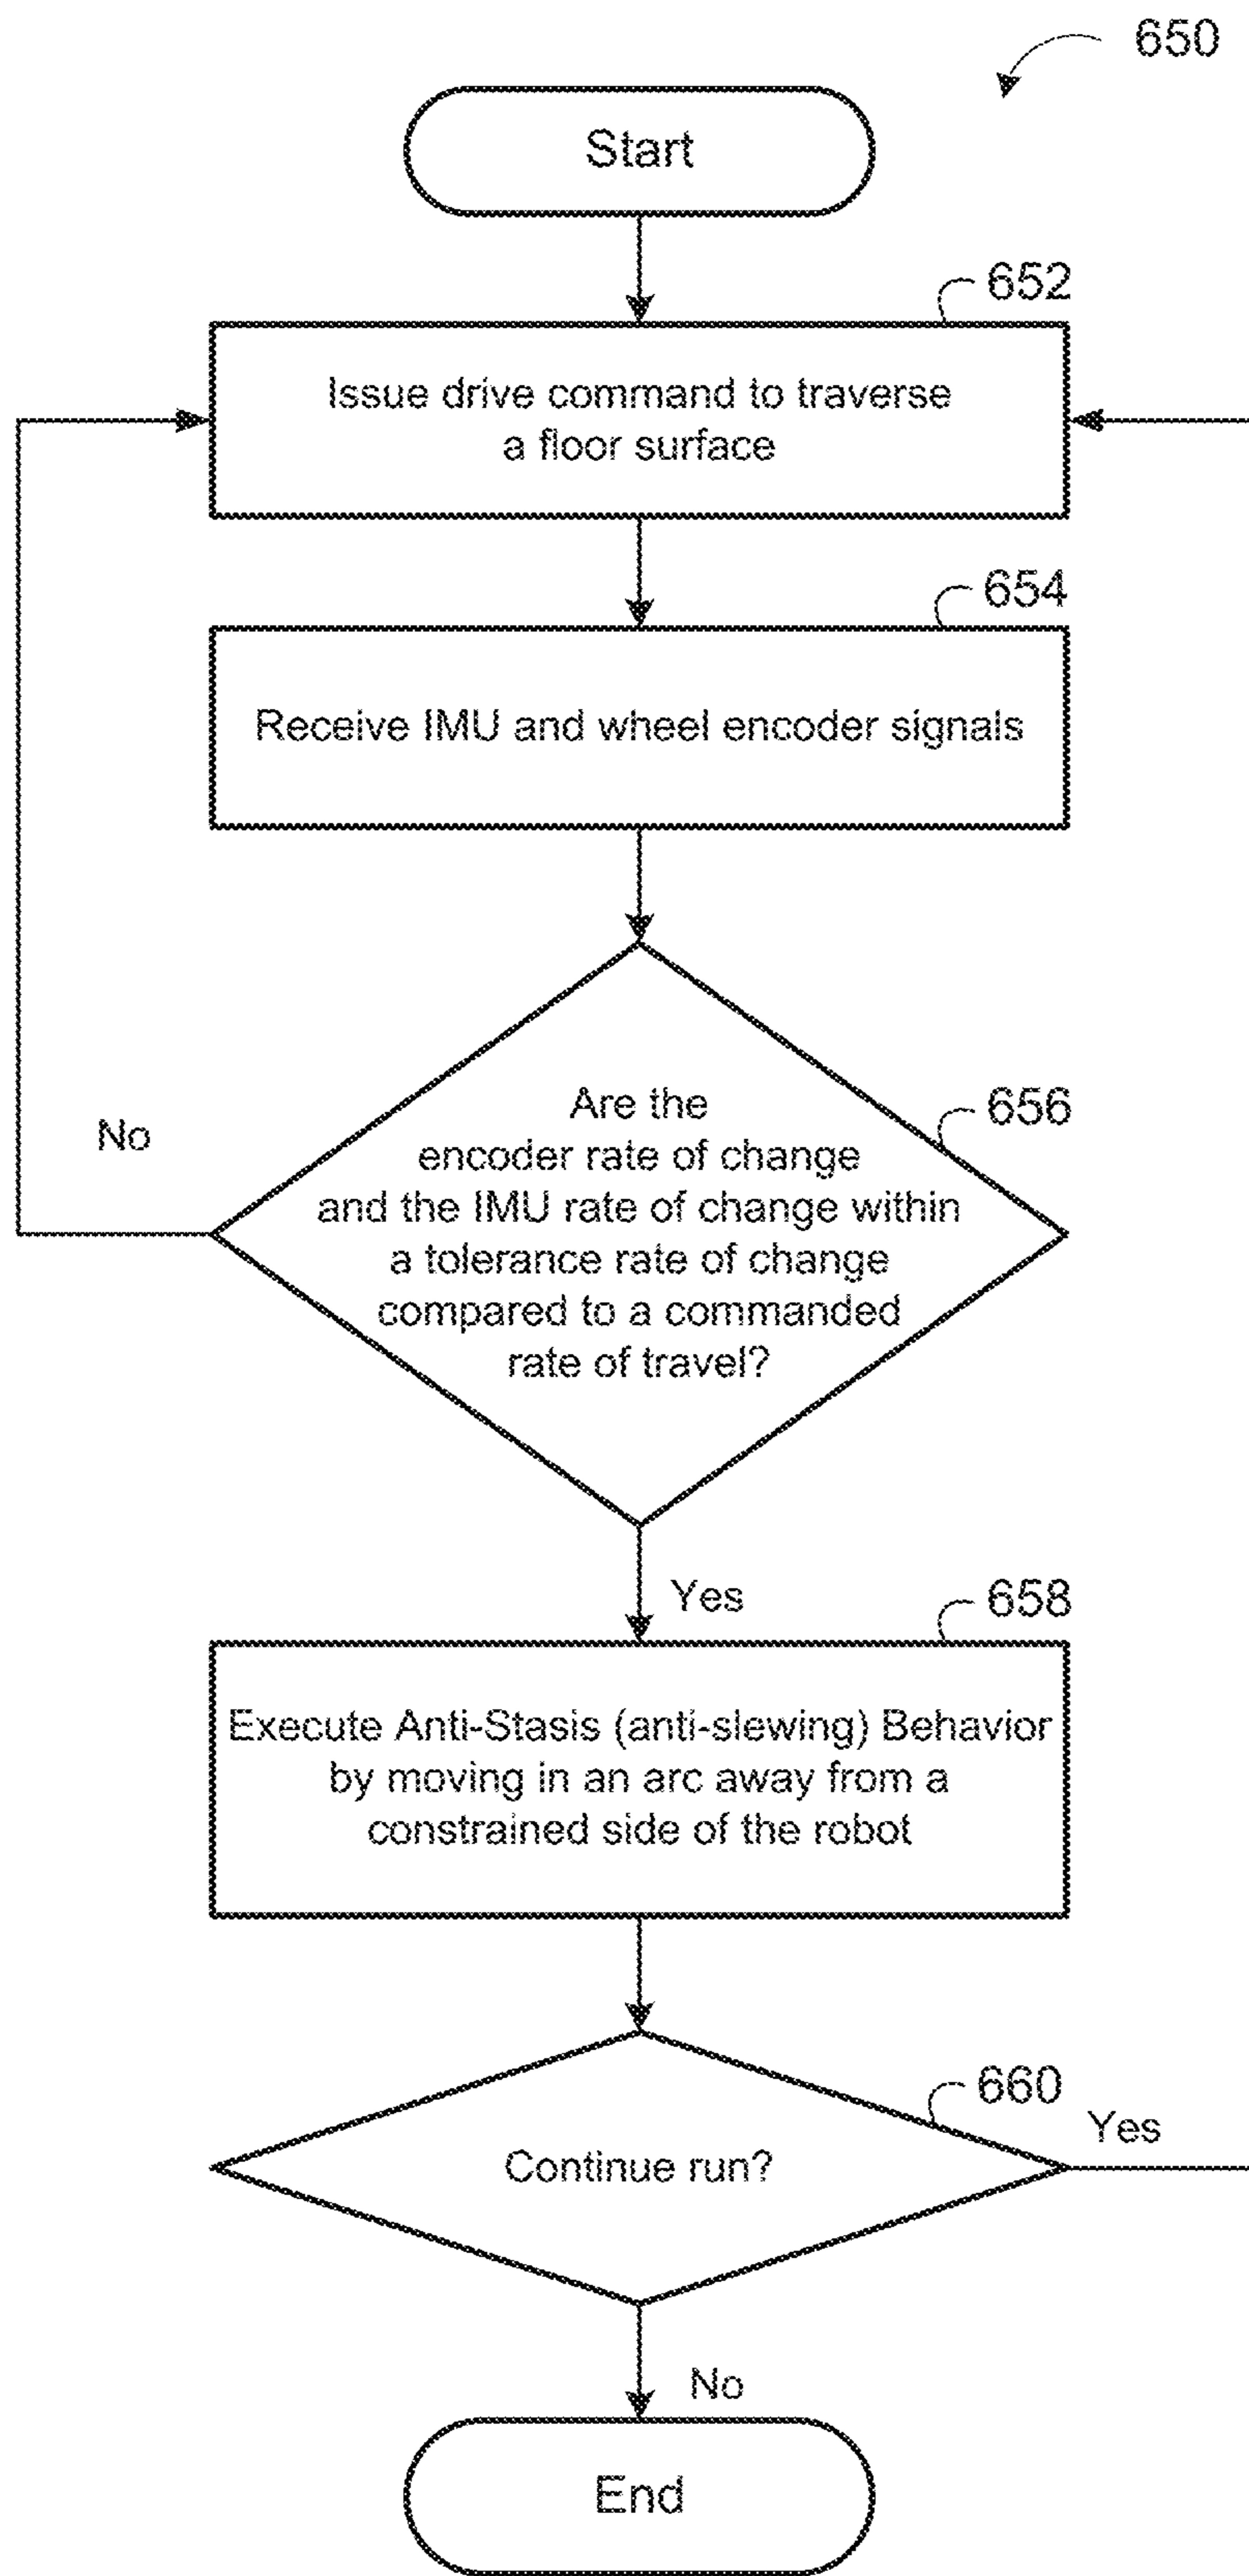 650
Start
652
Issue drive command to traverse
a floor surface
654
Receive IMU and wheel encoder signals
656
Are the
encoder rate of change
and the IMU rate of change within
a tolerance rate of change
compared to a commanded
rate of travel?
No
Yes
658
Execute Anti-Stasis (anti-slewing) Behavior
by moving in an arc away from a
constrained side of the robot
660
Continue run?
Yes
No
End